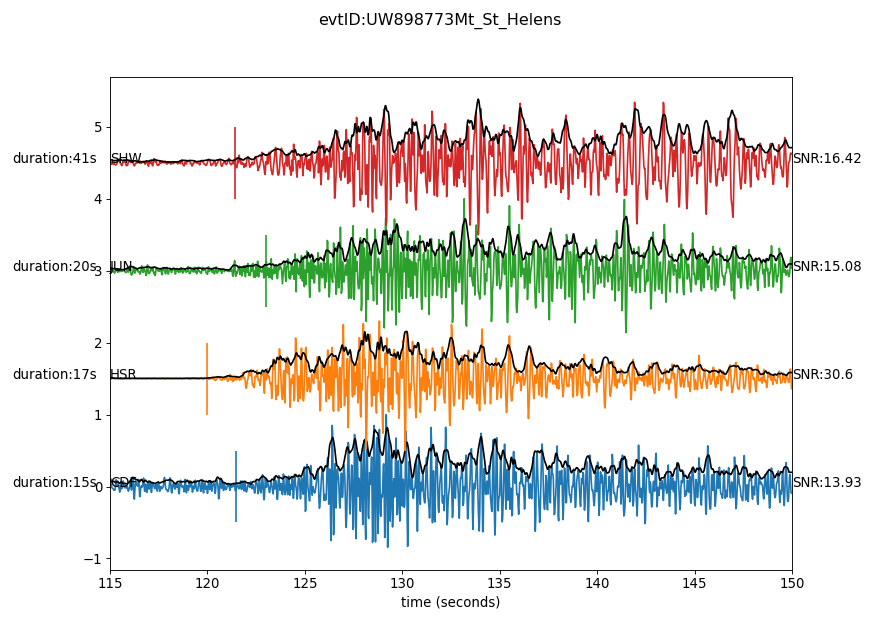 evtID:UW898773Mt_St_Helens
5
duration:41s SHW SNR:16.42
4
duration:20s 3 JUN SNR:15.08
2
duration:17s HSR SNR:30.6
1
duration:15s 0 CDF SNR:13.93
−1
115 120 125 130 135 140 145 150
time (seconds)